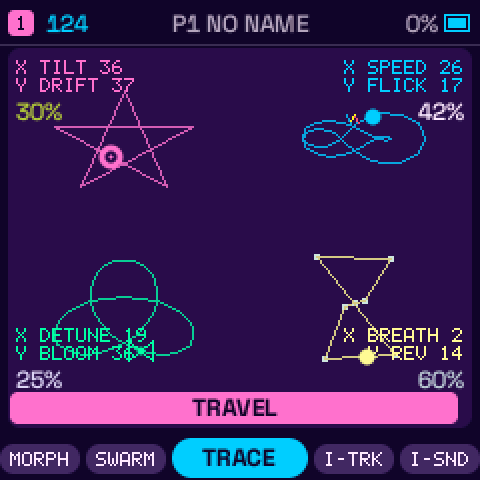 1 124 P1 NO NAME 0%
X TILT 36
Y DRIFT 37
30%
X SPEED 26
Y FLICK 17
42%
X DETUNE 19
Y BLOOM 36
25%
X BREATH 2
Y REV 14
60%
TRAVEL
MORPH SWARM TRACE I-TRK I-SND